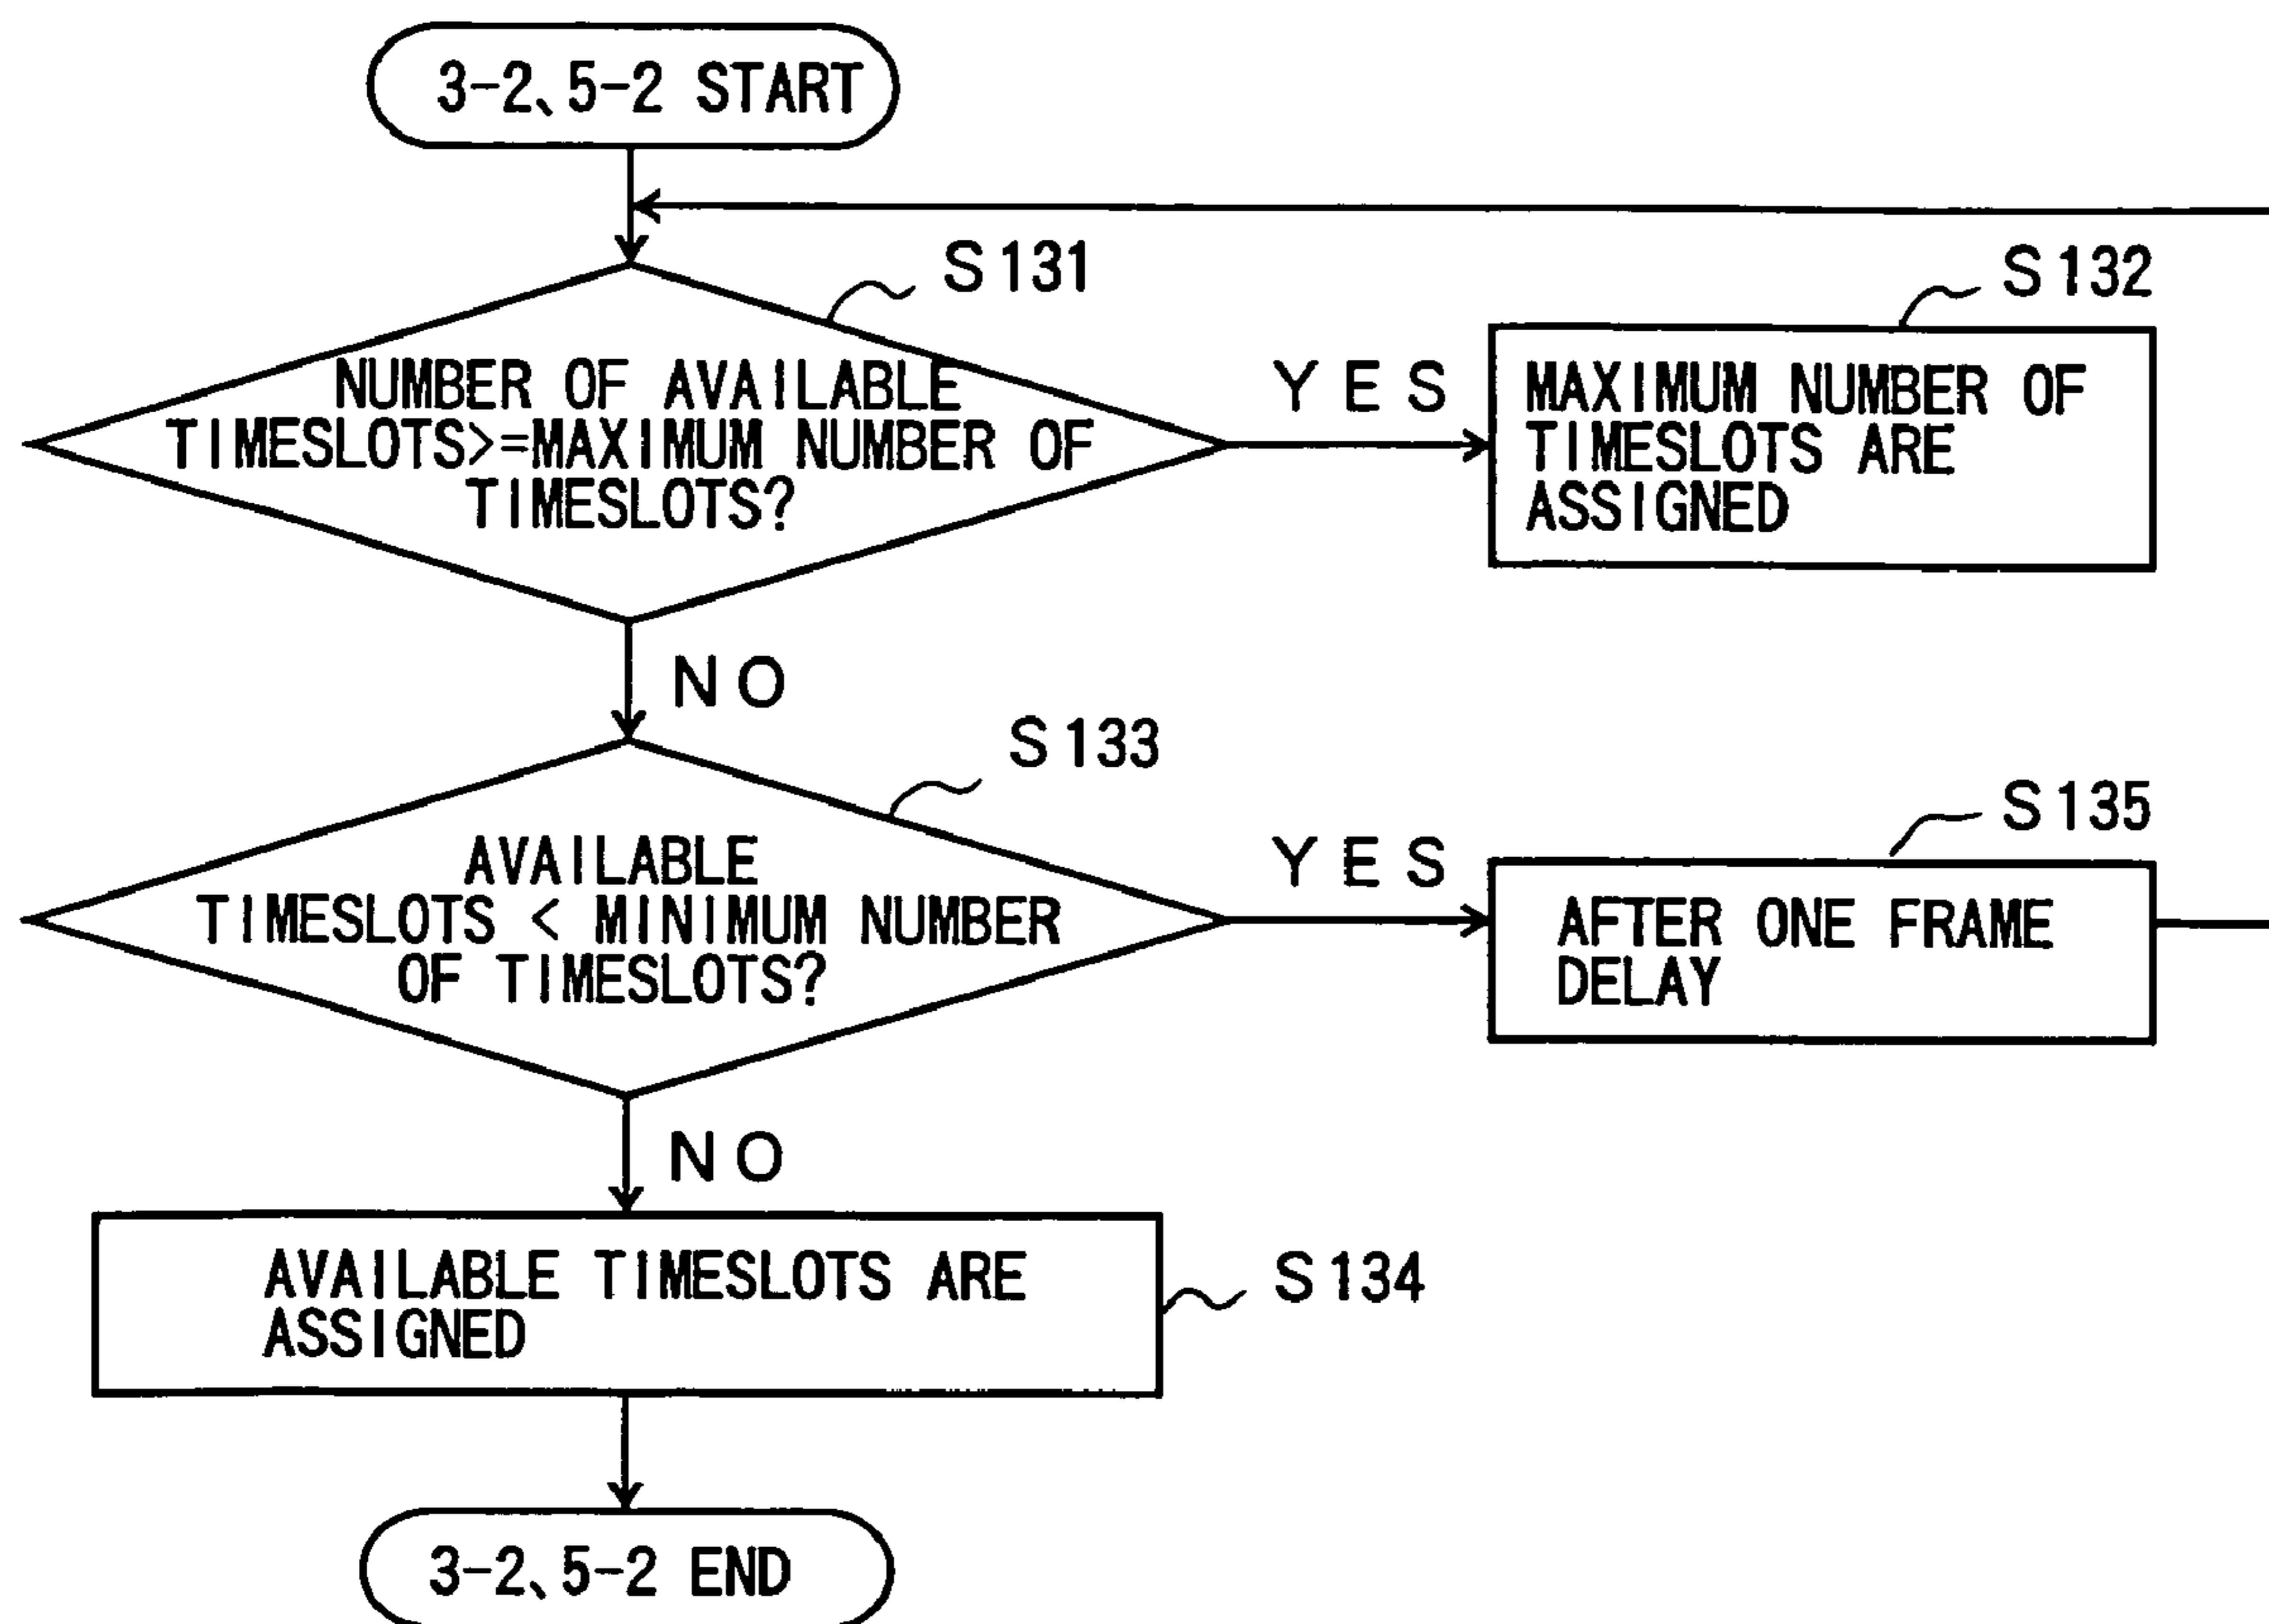 3-2、5-2 START
S131
NUMBER OF AVAILABLE
TIMESLOTS>=MAXIMUM NUMBER OF
TIMESLOTS?
YES
S132
MAXIMUM NUMBER OF
TIMESLOTS ARE
ASSIGNED
NO
S133
AVAILABLE
TIMESLOTS < MINIMUM NUMBER
OF TIMESLOTS?
YES
S135
AFTER ONE FRAME
DELAY
NO
AVAILABLE TIMESLOTS ARE
ASSIGNED
S134
3-2、5-2 END